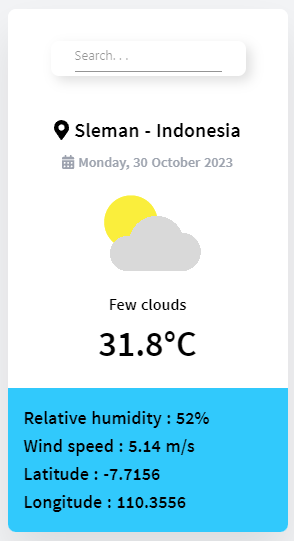 Search. . .
Sleman - Indonesia
Monday, 30 October 2023
Few clouds
31.8°C
Relative humidity : 52%
Wind speed : 5.14 m/s
Latitude : -7.7156
Longitude : 110.3556